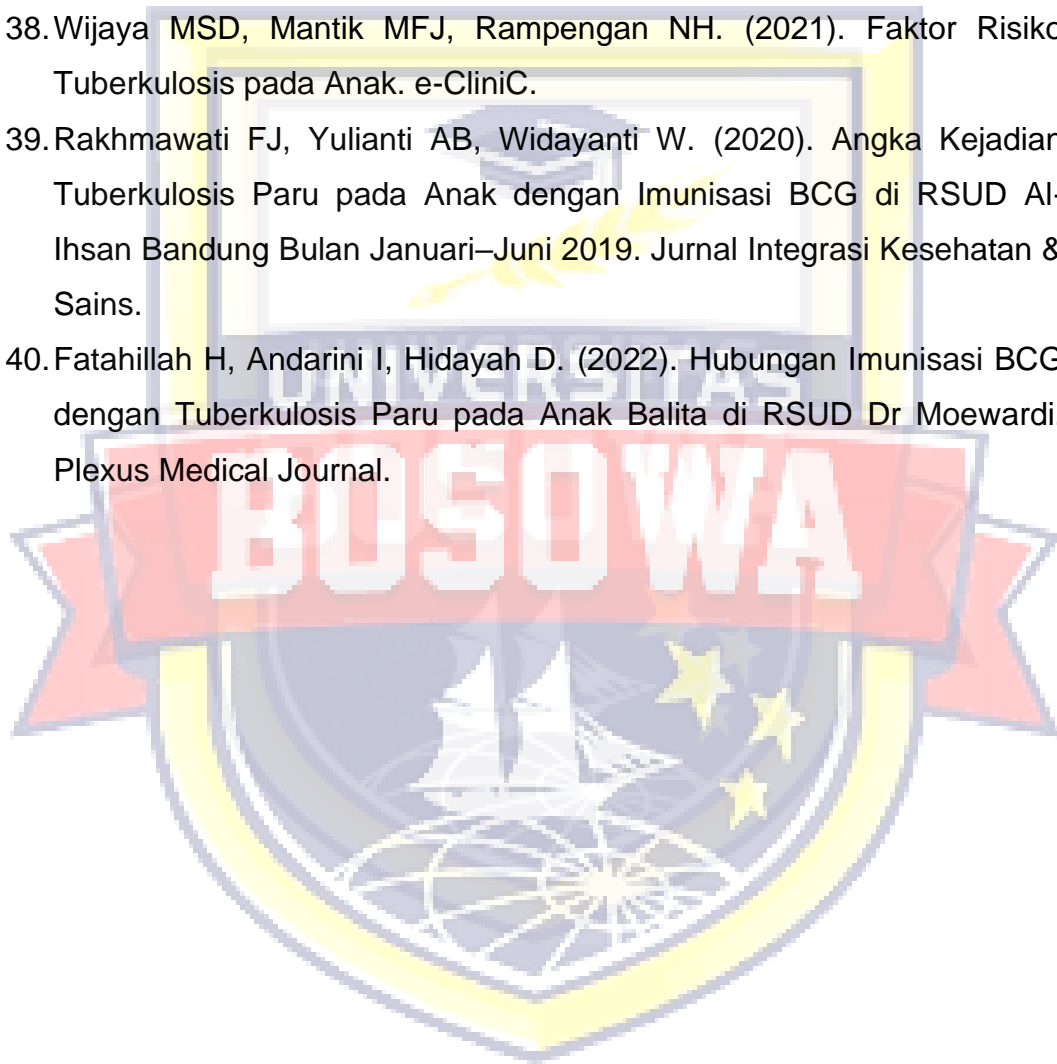 38. Wijaya MSD, Mantik MFJ, Rampengan NH. (2021). Faktor Risiko
Tuberkulosis pada Anak. e-CliniC.
39. Rakhmawati FJ, Yulianti AB, Widayanti W. (2020). Angka Kejadian
Tuberkulosis Paru pada Anak dengan Imunisasi BCG di RSUD Al-
Ihsan Bandung Bulan Januari–Juni 2019. Jurnal Integrasi Kesehatan &
Sains.
40. Fatahillah H, Andarini I, Hidayah D. (2022). Hubungan Imunisasi BCG
dengan Tuberkulosis Paru pada Anak Balita di RSUD Dr Moewardi.
Plexus Medical Journal.
UNIVERSITAS
BOSOWA